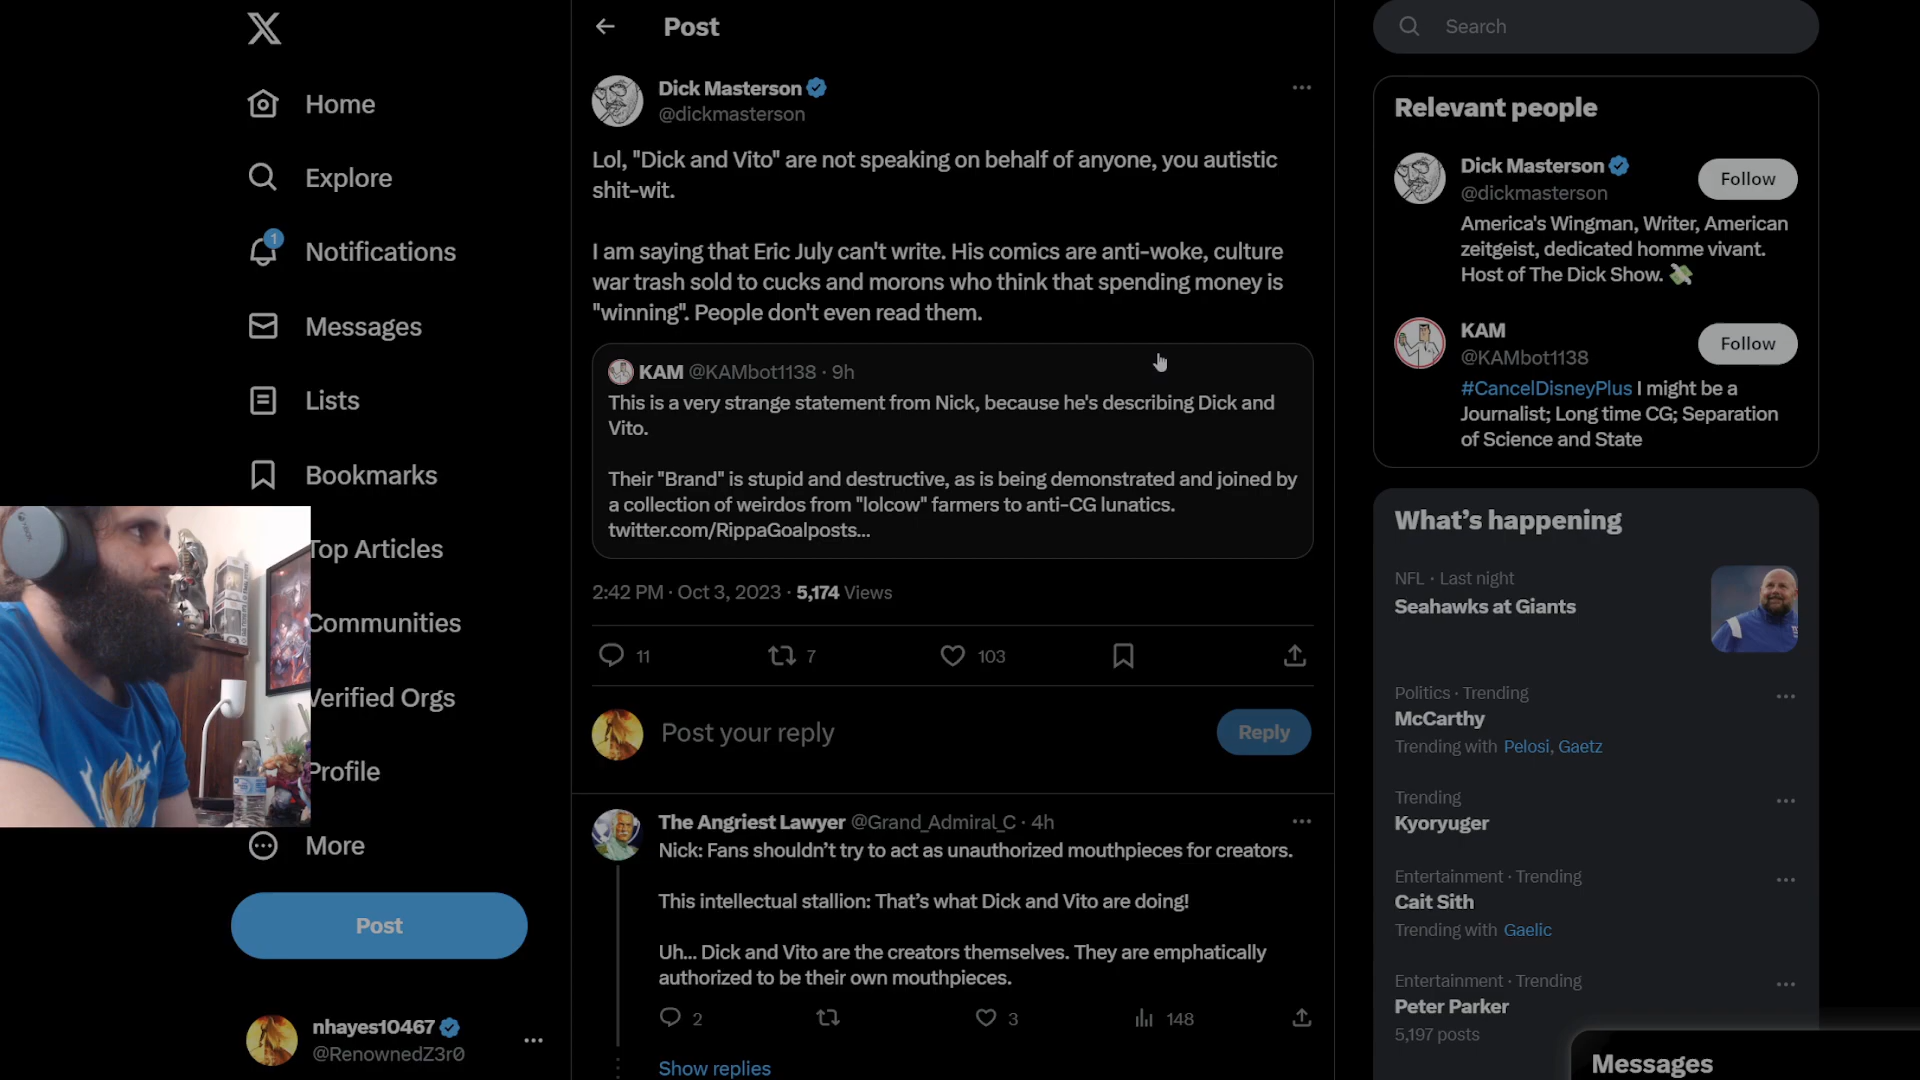 Home
Explore
1
Notifications
Messages
Lists
Bookmarks
Top Articles
Communities
Verified Orgs
Profile
More
Post
nhayes10467
@RenownedZ3r0
Post
Dick Masterson
@dickmasterson
Lol, "Dick and Vito" are not speaking on behalf of anyone, you autistic
shit-wit.
I am saying that Eric July can't write. His comics are anti-woke, culture
war trash sold to cucks and morons who think that spending money is
"winning". People don't even read them.
KAM @KAMbot1138 · 9h
This is a very strange statement from Nick, because he's describing Dick and
Vito.
Their "Brand" is stupid and destructive, as is being demonstrated and joined by
a collection of weirdos from "lolcow" farmers to anti-CG lunatics.
twitter.com/RippaGoalposts...
2:42 PM · Oct 3, 2023 · 5,174 Views
11 7 103
Post your reply
Reply
The Angriest Lawyer @Grand_Admiral_C · 4h
Nick: Fans shouldn't try to act as unauthorized mouthpieces for creators.
This intellectual stallion: That's what Dick and Vito are doing!
Uh... Dick and Vito are the creators themselves. They are emphatically
authorized to be their own mouthpieces.
2 3 148
Show replies
Search
Relevant people
Dick Masterson
@dickmasterson
Follow
America's Wingman, Writer, American
zeitgeist, dedicated homme vivant.
Host of The Dick Show.
KAM
@KAMbot1138
Follow
#CancelDisneyPlus I might be a
Journalist; Long time CG; Separation
of Science and State
What's happening
NFL · Last night
Seahawks at Giants
Politics · Trending
McCarthy
Trending with Pelosi, Gaetz
Trending
Kyoryuger
Entertainment · Trending
Cait Sith
Trending with Gaelic
Entertainment · Trending
Peter Parker
5,197 posts
Messages